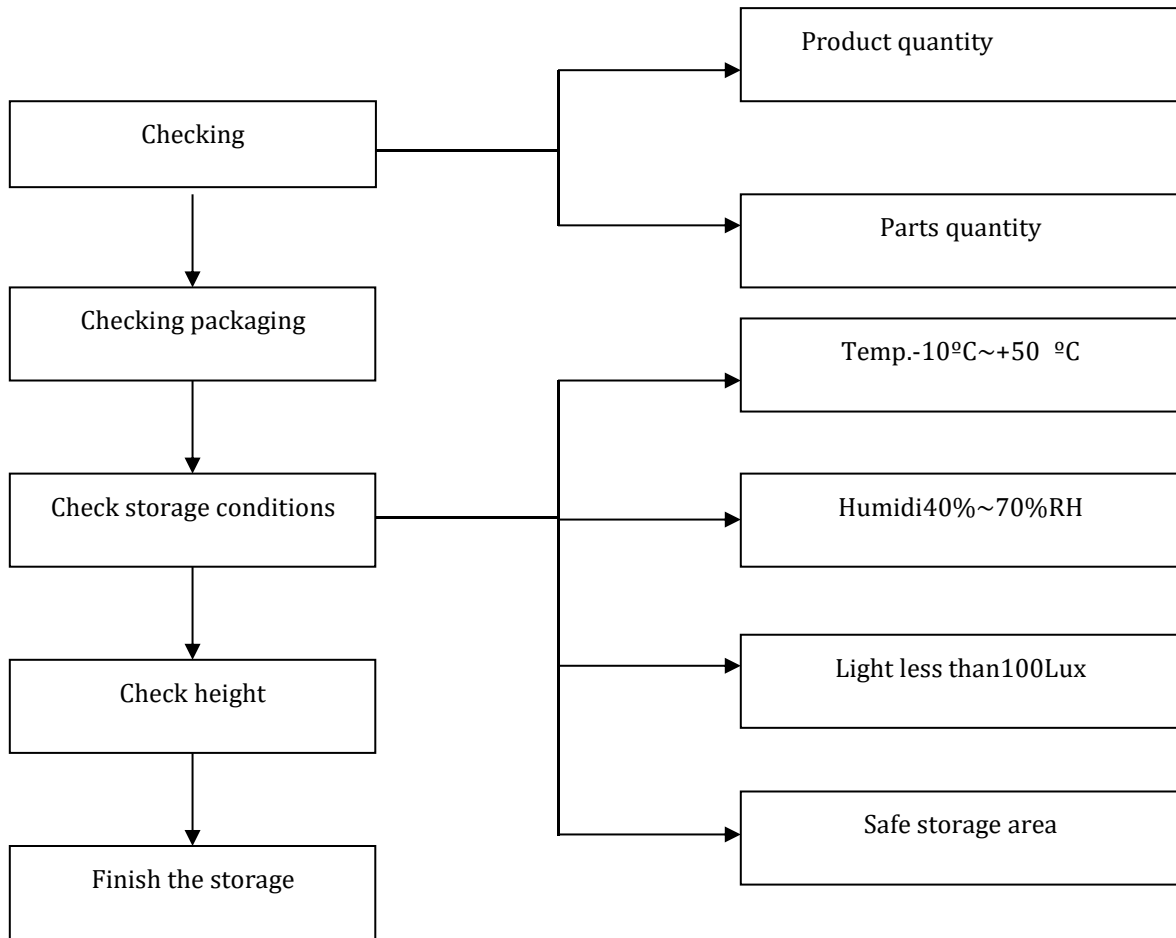 Product quantity
Checking
Parts quantity
Checking packaging
Temp.-10ºC~+50 ºC
Check storage conditions
Humidi40%~70%RH
Check height
Light less than100Lux
Safe storage area
Finish the storage